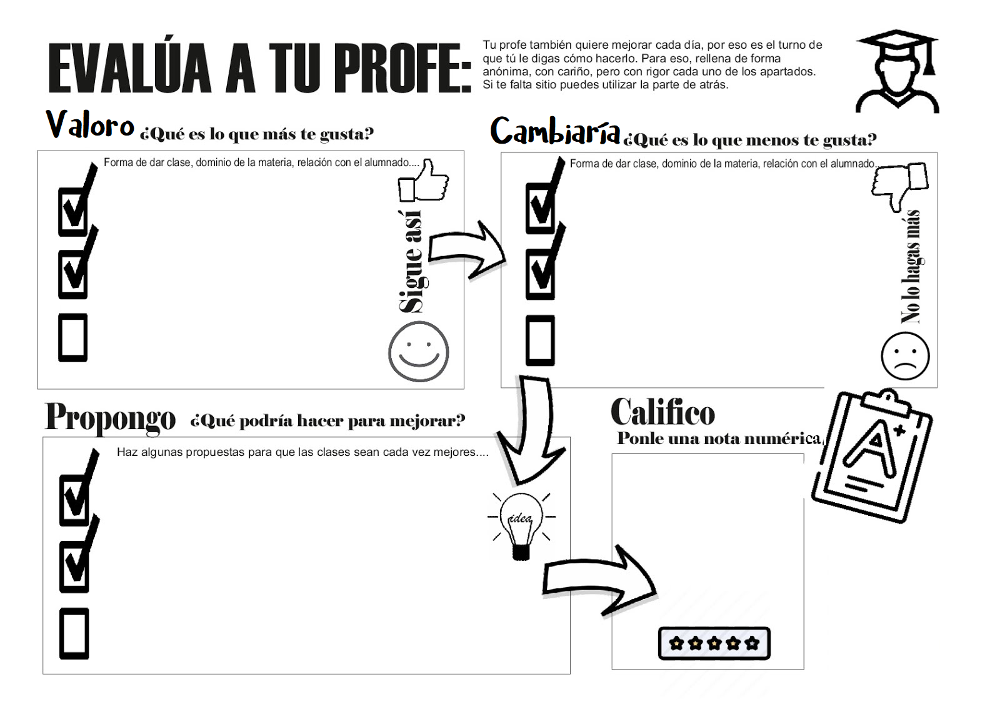 EVALÚA A TU PROFE:
Tu profe también quiere mejorar cada día, por eso es el turno de
que tú le digas cómo hacerlo. Para eso, rellena de forma
anónima, con cariño, pero con rigor cada uno de los apartados.
Si te falta sitio puedes utilizar la parte de atrás.
Valoro ¿Qué es lo que más te gusta?
Forma de dar clase, dominio de la materia, relación con el alumnado....
Sigue así
Cambiaría ¿Qué es lo que menos te gusta?
Forma de dar clase, dominio de la materia, relación con el alumnado..
No lo hagas más
Propongo ¿Qué podría hacer para mejorar?
Haz algunas propuestas para que las clases sean cada vez mejores....
idea
Califico
Ponle una nota numérica
A+